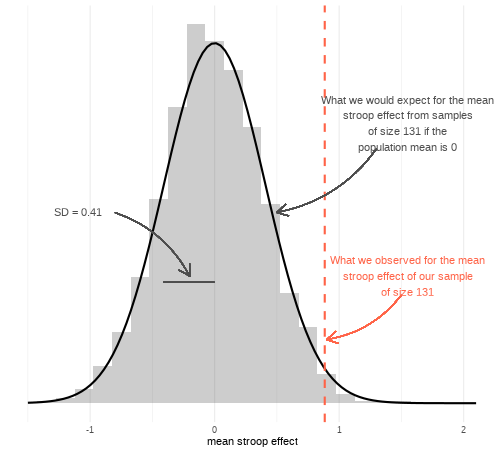 What we would expect for the mean
stroop effect from samples
of size 131 if the
population mean is 0
SD = 0.41
What we observed for the mean
stroop effect of our sample
of size 131
-1
0
1
2
mean stroop effect